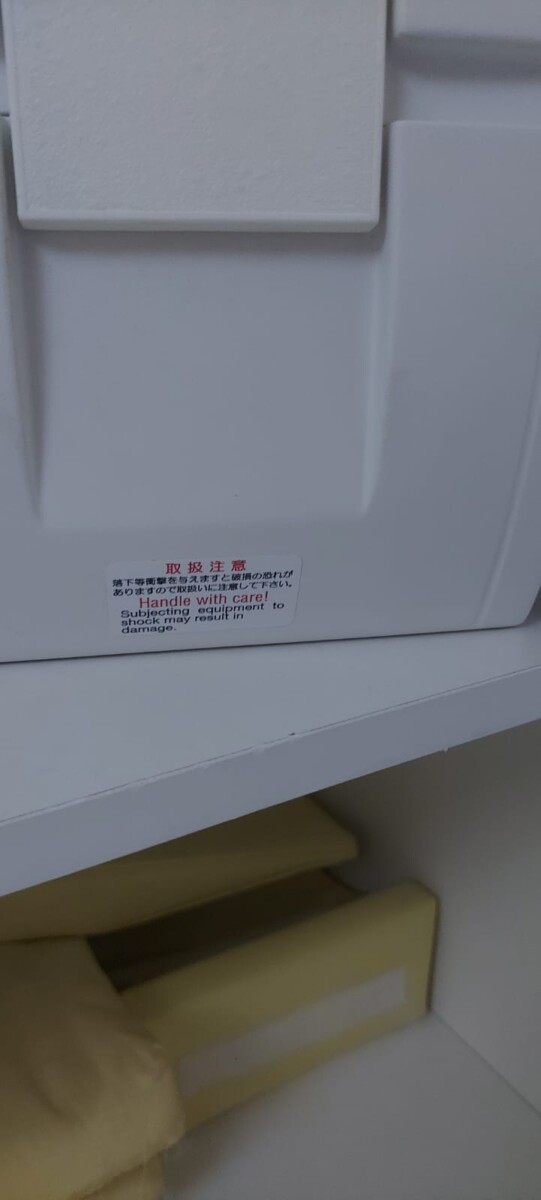 取扱注意
落下等衝撃を与えますと破損の恐れが
ありますので取扱いに注意して下さい。
Handle with care!
Subjecting equipment to
shock may result in
damage.